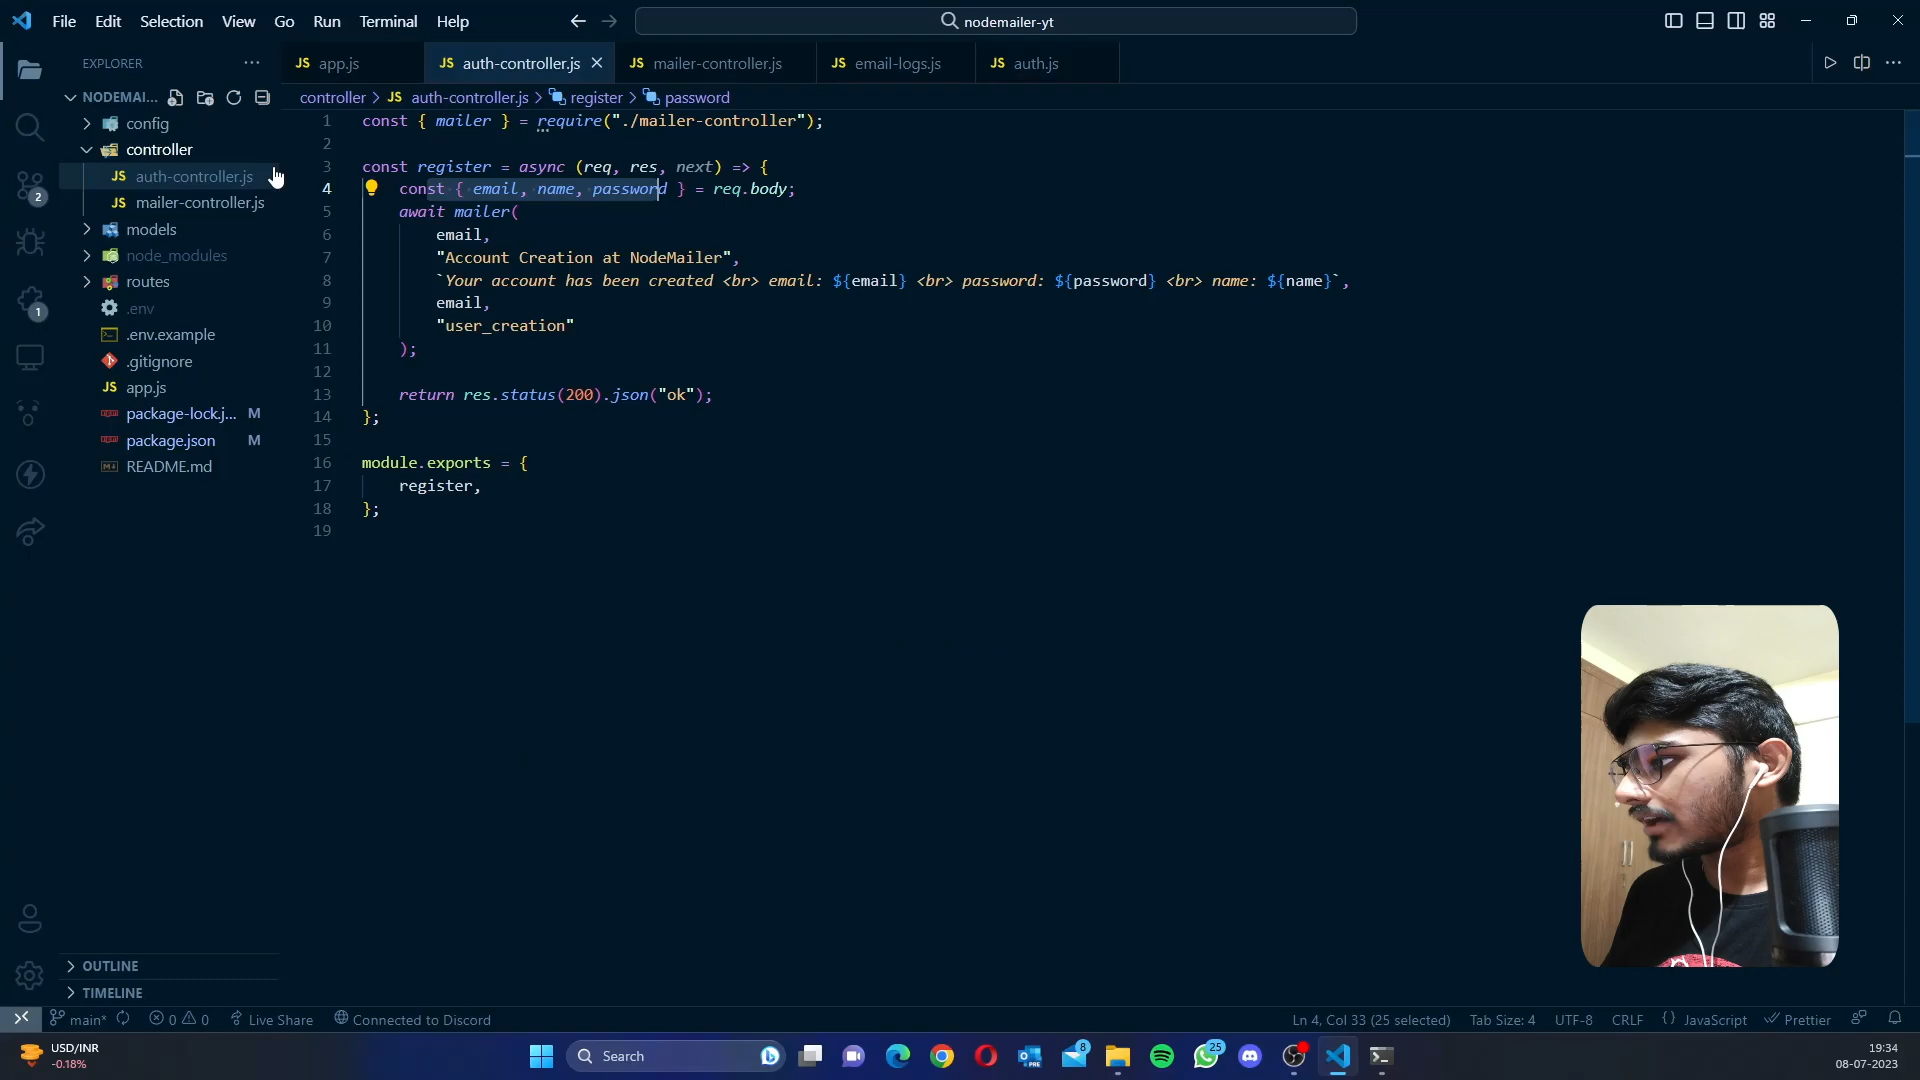 File Edit Selection View Go Run Terminal Help
nodemailer-yt
EXPLORER
JS app.js
JS auth-controller.js
JS mailer-controller.js
JS email-logs.js
JS auth.js
NODEMAI...
controller > JS auth-controller.js > register > password
config
controller
JS auth-controller.js
JS mailer-controller.js
models
node_modules
routes
.env
.env.example
.gitignore
JS app.js
package-lock.j... M
package.json M
README.md
2
1
1 const { mailer } = require("./mailer-controller");
2
3 const register = async (req, res, next) => {
4 const { email, name, password } = req.body;
5 await mailer(
6 email,
7 "Account Creation at NodeMailer",
8 `Your account has been created <br> email: ${email} <br> password: ${password} <br> name: ${name}`,
9 email,
10 "user_creation"
11 );
12
13 return res.status(200).json("ok");
14 };
15
16 module.exports = {
17 register,
18 };
19
OUTLINE
TIMELINE
main* 0 0 Live Share Connected to Discord
Ln 4, Col 33 (25 selected) Tab Size: 4 UTF-8 CRLF {} JavaScript Prettier
USD/INR
-0.18%
Search
PRE
8
25
19:34
08-07-2023